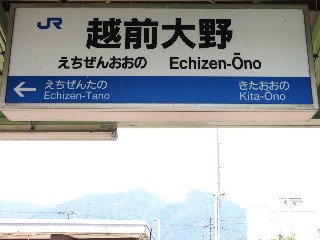 JR 越前大野
えちぜんおおの Echizen-Ōno
えちぜんたの きたおおの
Echizen-Tano Kita-Ōno